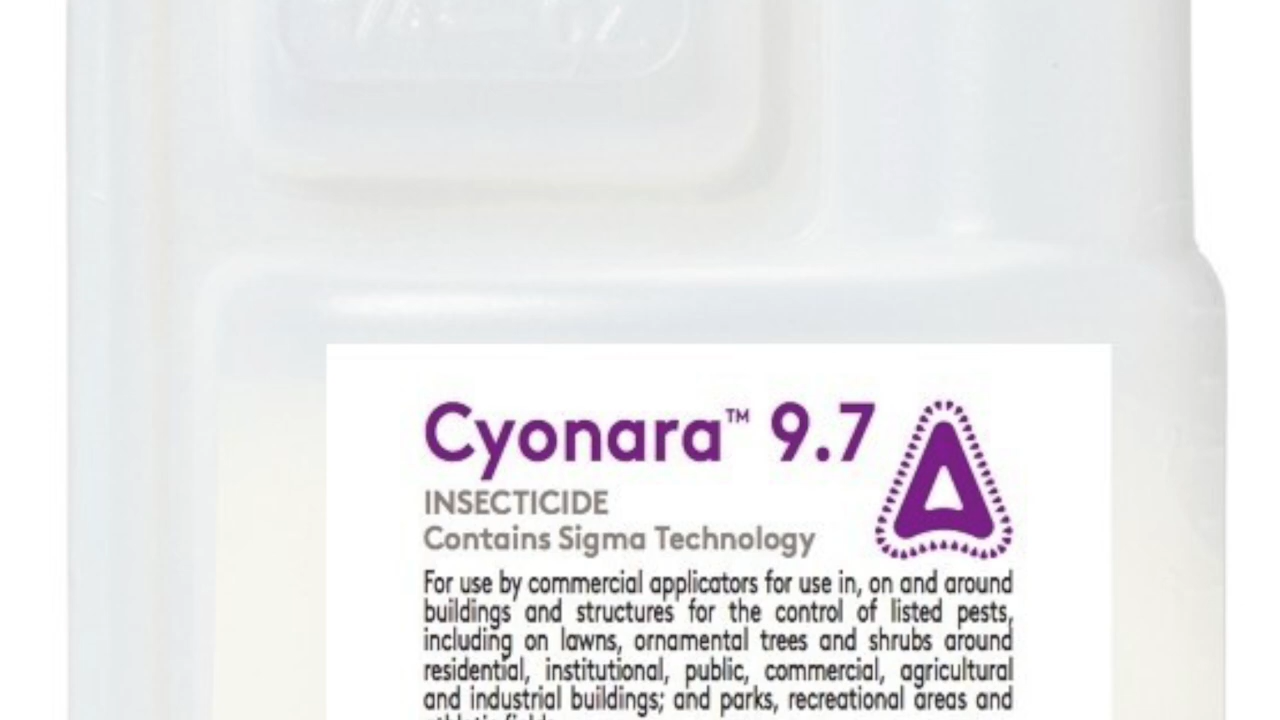 Cyonara™ 9.7
INSECTICIDE
Contains Sigma Technology
For use by commercial applicators for use in, on and around
buildings and structures for the control of listed pests,
including on lawns, ornamental trees and shrubs around
residential, institutional, public, commercial, agricultural
and industrial buildings; and parks, recreational areas and